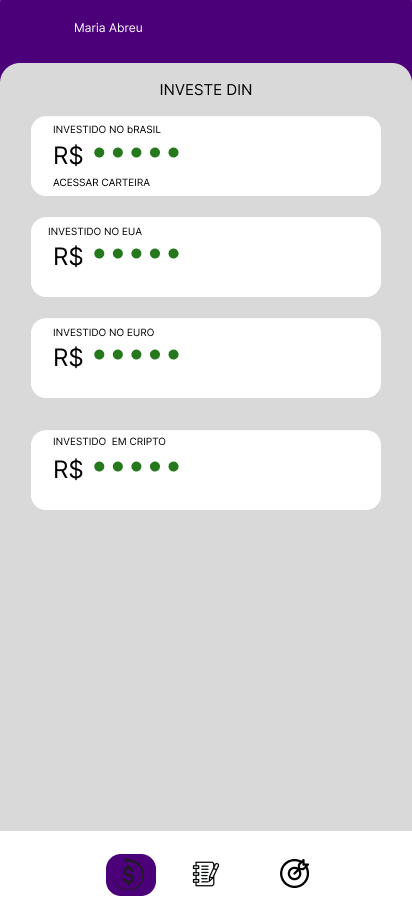 Maria Abreu
INVESTE DIN
INVESTIDO NO bRASIL
R$ •••••
ACESSAR CARTEIRA
INVESTIDO NO EUA
R$ •••••
INVESTIDO NO EURO
R$ •••••
INVESTIDO EM CRIPTO
R$ •••••